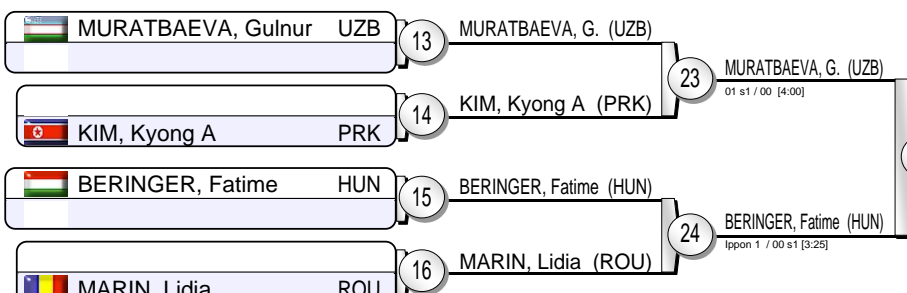 MURATBAEVA, Gulnur UZB
13
MURATBAEVA, G. (UZB)
23
MURATBAEVA, G. (UZB)
01 s1 / 00 [4:00]
14
KIM, Kyong A (PRK)
KIM, Kyong A PRK
BERINGER, Fatime HUN
15
BERINGER, Fatime (HUN)
24
BERINGER, Fatime (HUN)
Ippon 1 / 00 s1 [3:25]
16
MARIN, Lidia (ROU)
MARIN, Lidia ROU